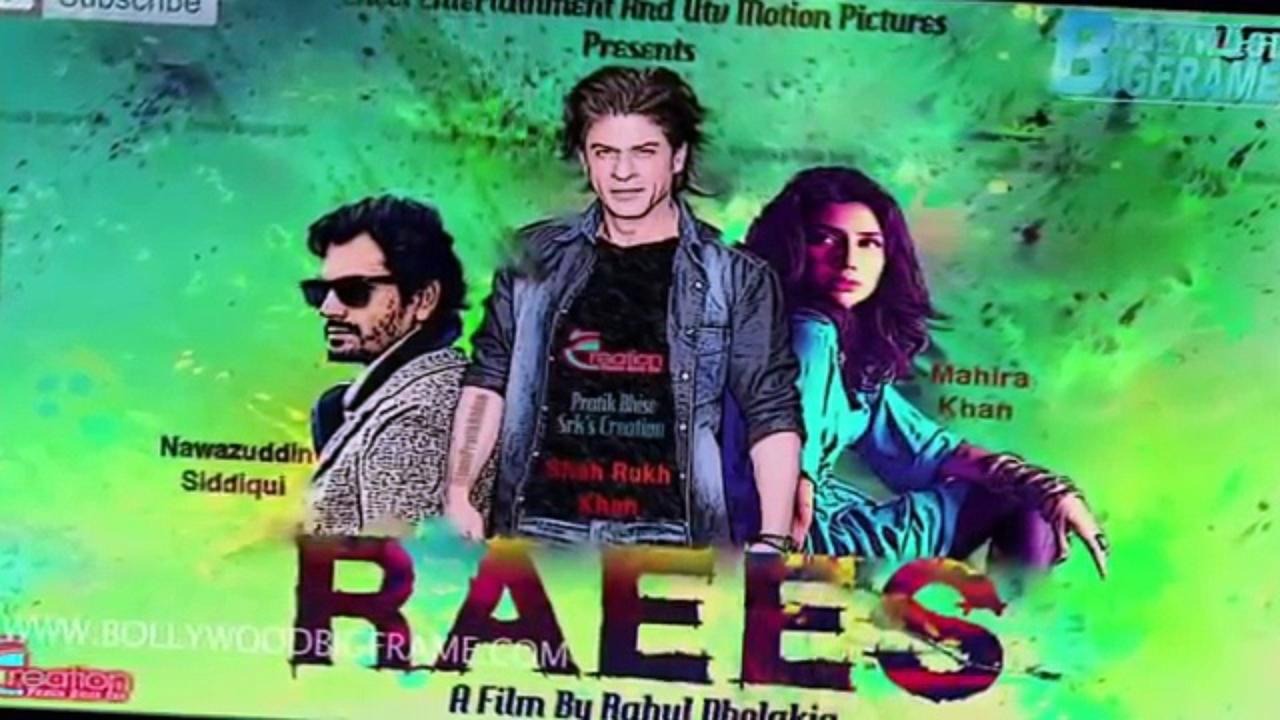 Subscribe
Entertainment And Utv Motion Pictures
Presents
BOLLYWOOD
BIGFRAME
Creation
Pratik Bhise
Srk's Creation
Mahira
Khan
Nawazuddin
Siddiqui
Shah Rukh
Khan
RAEES
WWW.BOLLYWOODBIGFRAME.COM
Creation
A Film By Rahul Dholakia